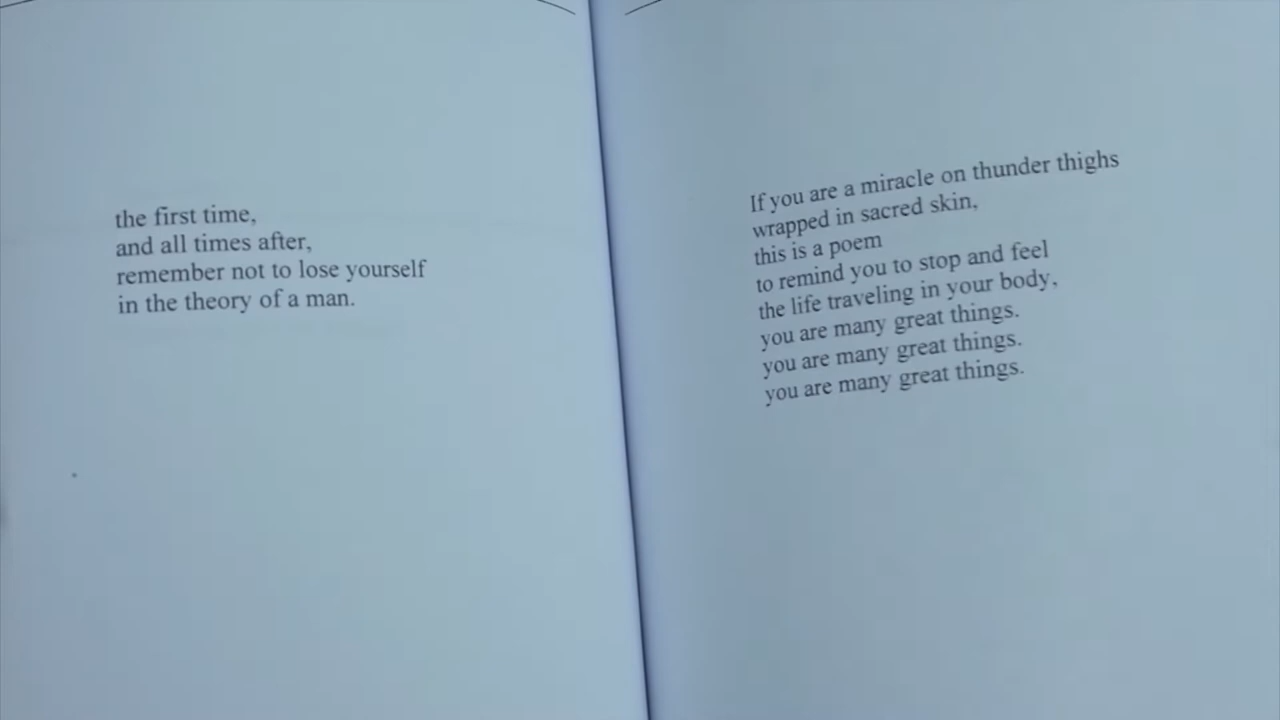 the first time,
and all times after,
remember not to lose yourself
in the theory of a man.
If you are a miracle on thunder thighs
wrapped in sacred skin,
this is a poem
to remind you to stop and feel
the life traveling in your body,
you are many great things.
you are many great things.
you are many great things.